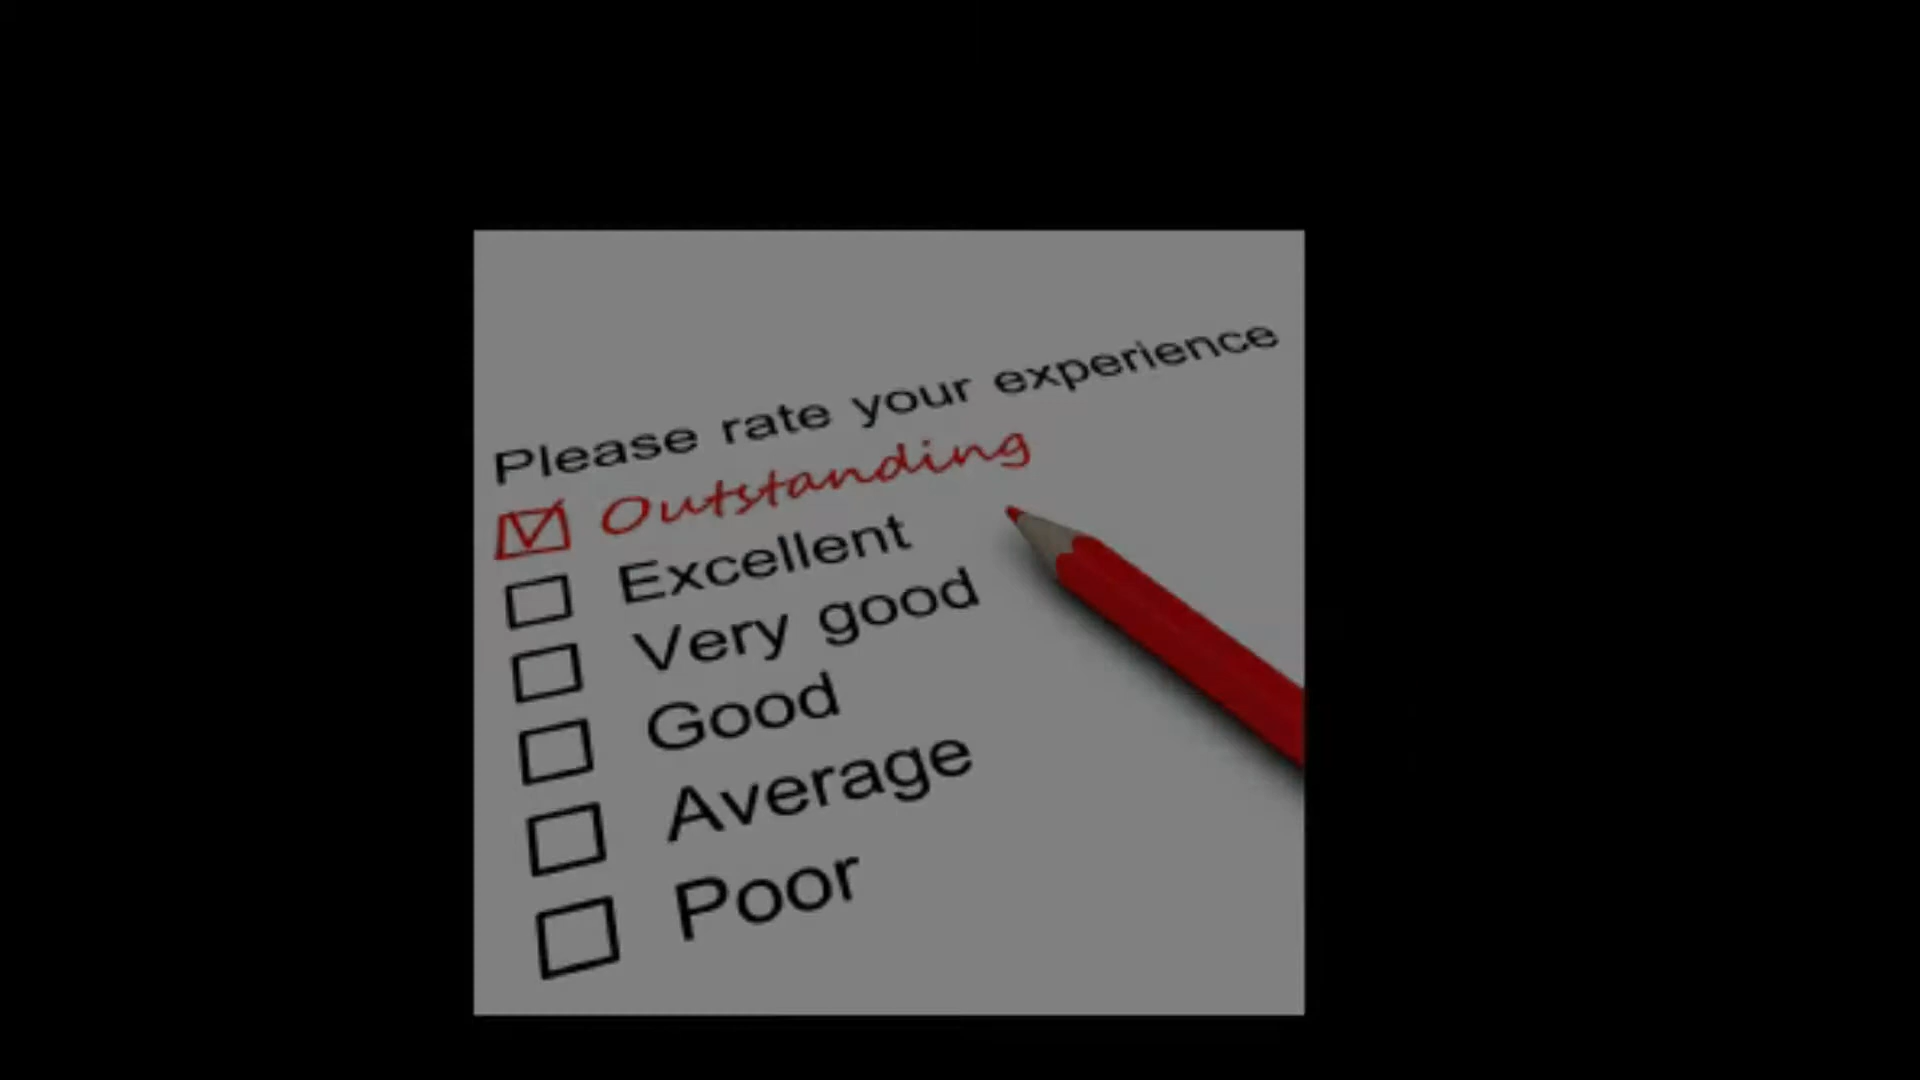 Please rate your experience
Outstanding
Excellent
Very good
Good
Average
Poor